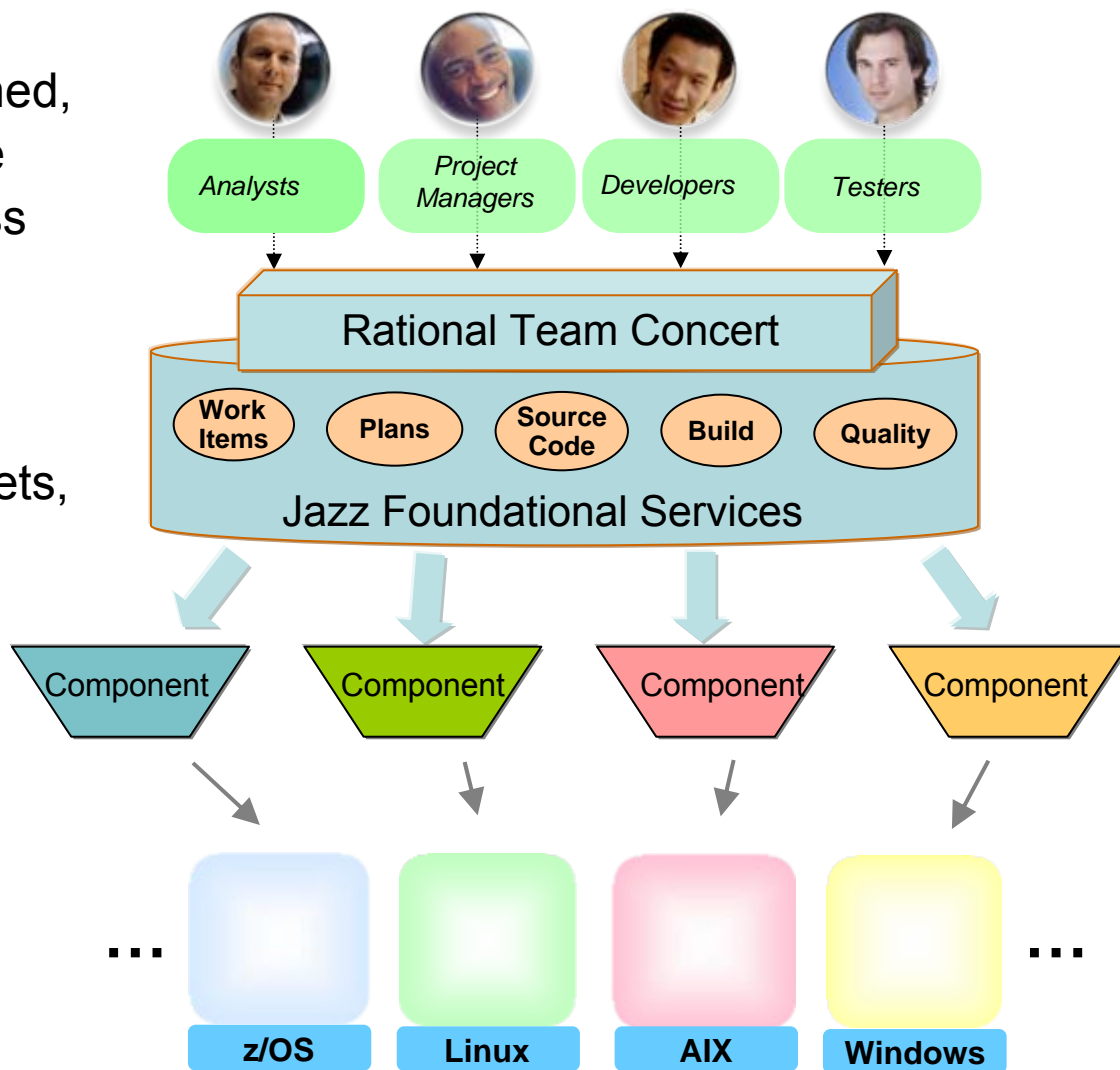 ned,
e
ss
ets,
Analysts
Project
Managers
Developers
Testers
Rational Team Concert
Work
Items
Plans
Source
Code
Build
Quality
Jazz Foundational Services
Component
Component
Component
Component
...
z/OS
Linux
AIX
Windows
...